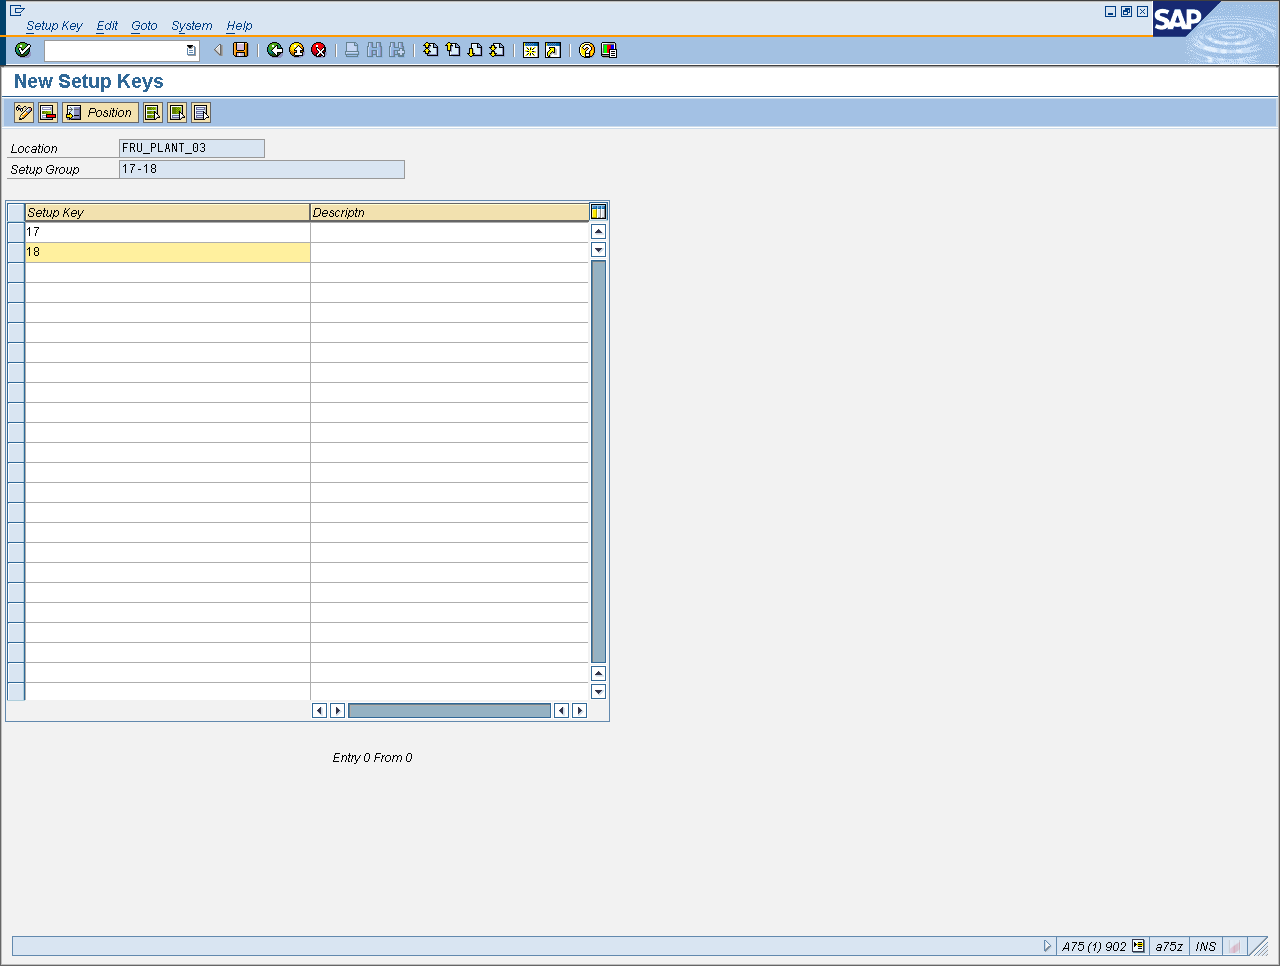 Setup Key Edit Goto System Help
SAP
New Setup Keys
Position
Location FRU_PLANT_03
Setup Group 17-18
Setup Key Descriptn
17
18
Entry 0 From 0
A75 (1) 902 a75z INS